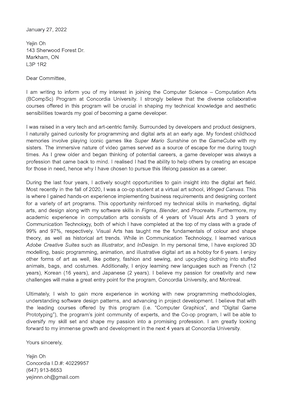 January 27, 2022
Yejin Oh
143 Sherwood Forest Dr.
Markham, ON
L3P 1R2
Dear Committee,
I am writing to inform you of my interest in joining the Computer Science – Computation Arts
(BCompSc) Program at Concordia University. I strongly believe that the diverse collaborative
courses offered in this program will be crucial in shaping my technical knowledge and aesthetic
sensibilities towards my goal of becoming a game developer.
I was raised in a very tech and art-centric family. Surrounded by developers and product designers,
I naturally gained curiosity for programming and digital arts at an early age. My fondest childhood
memories involve playing iconic games like Super Mario Sunshine on the GameCube with my
sisters. The immersive nature of video games served as a source of escape for me during tough
times. As I grew older and began thinking of potential careers, a game developer was always a
profession that came back to mind. I realised I had the ability to help others by creating an escape
for those in need, hence why I have chosen to pursue this lifelong passion as a career.
During the last four years, I actively sought opportunities to gain insight into the digital art field.
Most recently in the fall of 2020, I was a co-op student at a virtual art school, Winged Canvas. This
is where I gained hands-on experience implementing business requirements and designing content
for a variety of art programs. This opportunity reinforced my technical skills in marketing, digital
arts, and design along with my software skills in Figma, Blender, and Procreate. Furthermore, my
academic experience in computation arts consists of 4 years of Visual Arts and 3 years of
Communication Technology, both of which I have completed at the top of my class with a grade of
99% and 97%, respectively. Visual Arts has taught me the fundamentals of colour and shape
theory, as well as historical art trends. While in Communication Technology, I learned various
Adobe Creative Suites such as Illustrator, and InDesign. In my personal time, I have explored 3D
modelling, basic programming, animation, and illustrative digital art as a hobby for 6 years. I enjoy
other forms of art as well, like pottery, fashion and sewing, and upcycling clothing into stuffed
animals, bags, and costumes. Additionally, I enjoy learning new languages such as French (12
years), Korean (16 years), and Japanese (2 years). I believe my passion for creativity and new
challenges will make a great entry point for the program, Concordia University, and Montreal.
Ultimately, I wish to gain more experience in working with new programming methodologies,
understanding software design patterns, and advancing in project development. I believe that with
the leading courses offered by this program (i.e. "Computer Graphics", and "Digital Game
Prototyping"), the program's joint community of experts, and the Co-op program, I will be able to
diversify my skill set and shape my passion into a promising profession. I am greatly looking
forward to my immense growth and development in the next 4 years at Concordia University.
Yours sincerely,
Yejin Oh
Concordia I.D.#: 40229957
(647) 913-8653
yejinnn.oh@gmail.com